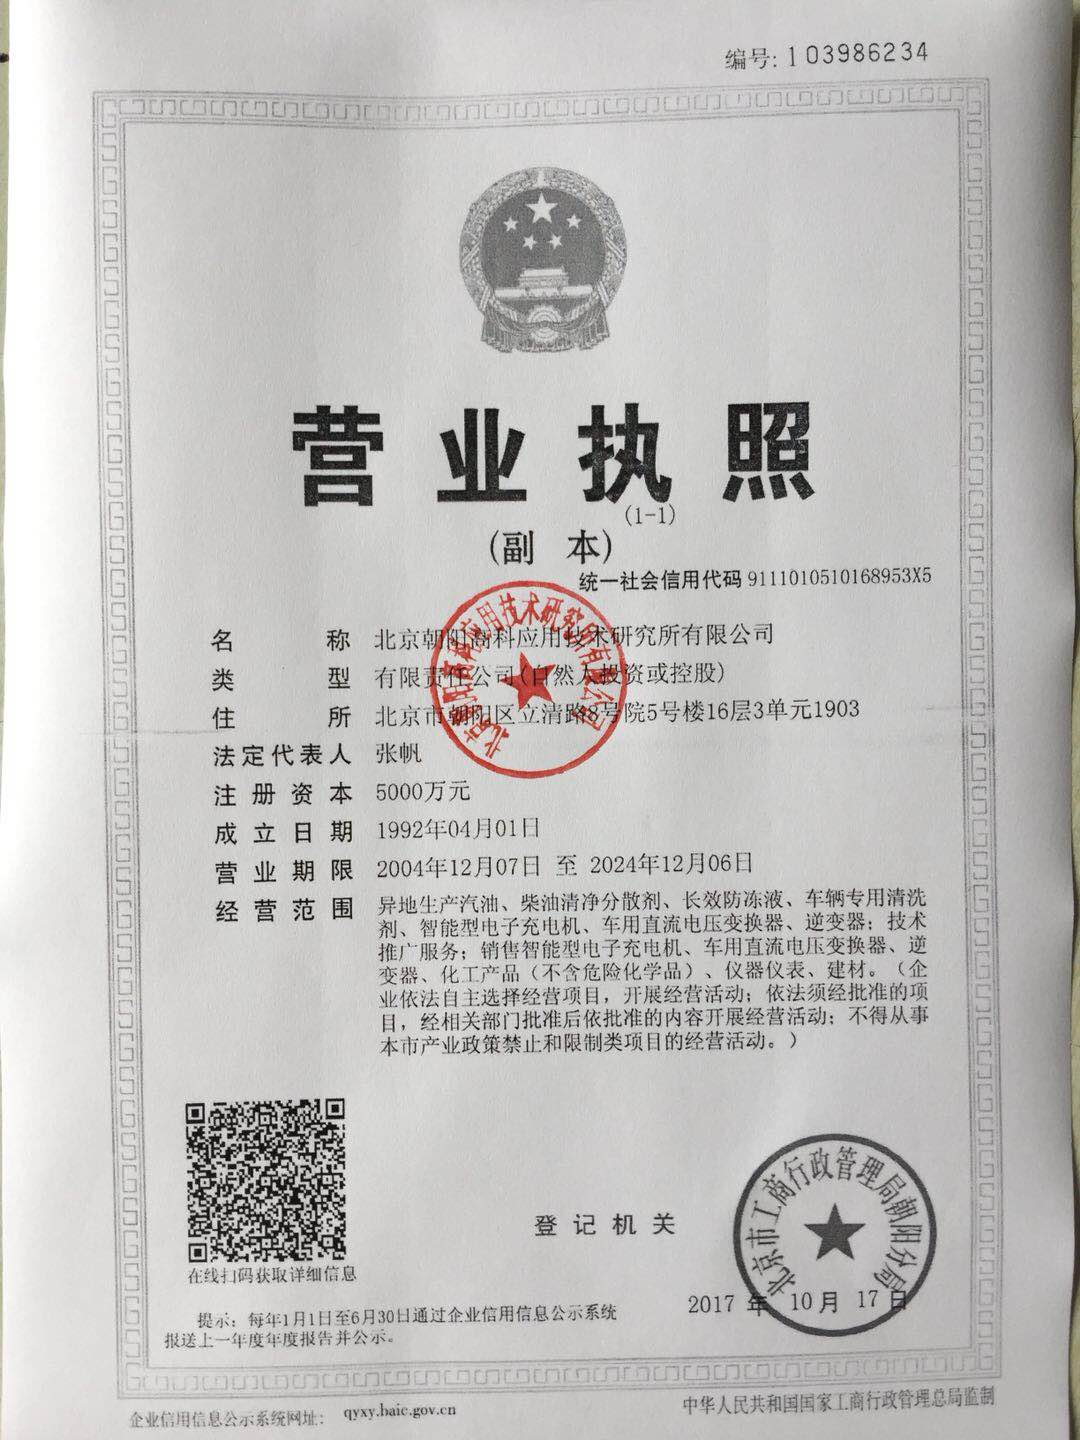 编号: 103986234
营业执照
(1-1)
(副 本)
统一社会信用代码 9111010510168953X5
名称 北京朝阳高科应用技术研究所有限公司
类型 有限责任公司(自然人投资或控股)
住所 北京市朝阳区立清路8号院5号楼16层3单元1903
法定代表人 张帆
注册资本 5000万元
成立日期 1992年04月01日
营业期限 2004年12月07日 至 2024年12月06日
经营范围 异地生产汽油、柴油清净分散剂、长效防冻液、车辆专用清洗
剂、智能型电子充电机、车用直流电压变换器、逆变器；技术
推广服务；销售智能型电子充电机、车用直流电压变换器、逆
变器、化工产品（不含危险化学品）、仪器仪表、建材。（企
业依法自主选择经营项目，开展经营活动；依法须经批准的项
目，经相关部门批准后依批准的内容开展经营活动；不得从事
本市产业政策禁止和限制类项目的经营活动。）
北京朝阳高科应用技术研究所有限公司
在线扫码获取详细信息
登记机关
北京市工商行政管理局朝阳分局
2017 年 10 月 17 日
提示：每年1月1日至6月30日通过企业信用信息公示系统
报送上一年度年度报告并公示。
企业信用信息公示系统网址： qyxy.baic.gov.cn
中华人民共和国国家工商行政管理总局监制